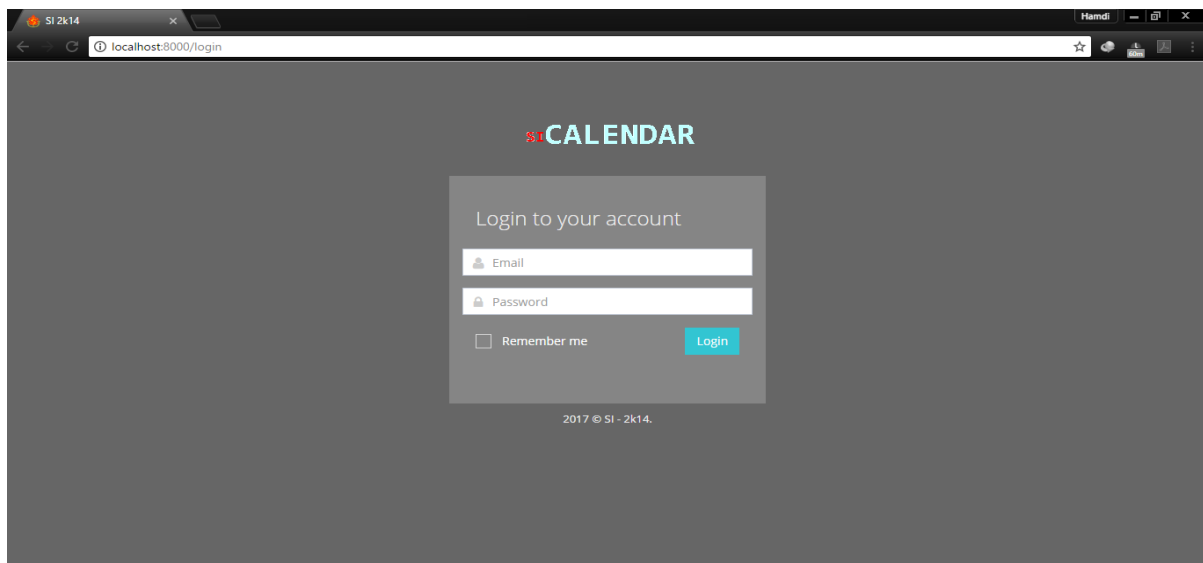 SI 2k14
Hamdi
localhost:8000/login
60m
SICALENDAR
Login to your account
Email
Password
Remember me
Login
2017 © SI - 2k14.